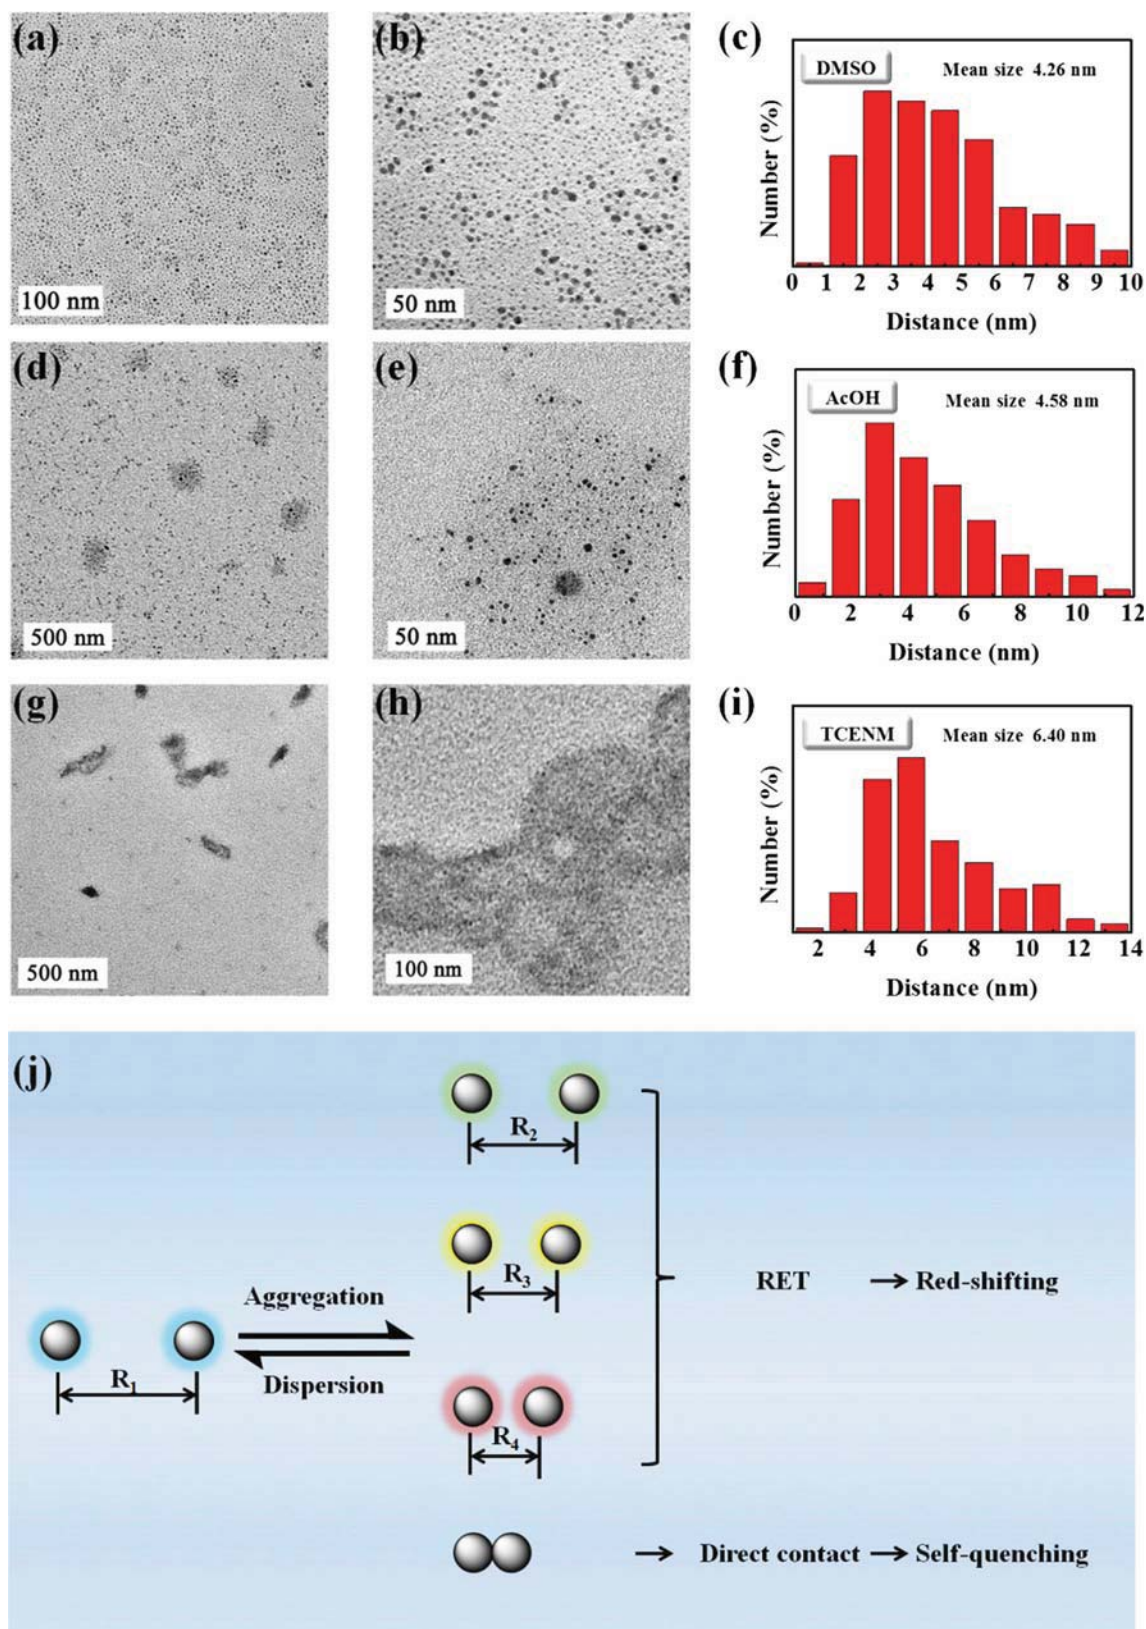 (a)
100 nm
(b)
50 nm
(c)
DMSO
Mean size 4.26 nm
Number (%)
0 1 2 3 4 5 6 7 8 9 10
Distance (nm)
(d)
500 nm
(e)
50 nm
(f)
AcOH
Mean size 4.58 nm
Number (%)
0 2 4 6 8 10 12
Distance (nm)
(g)
500 nm
(h)
100 nm
(i)
TCENM
Mean size 6.40 nm
Number (%)
2 4 6 8 10 12 14
Distance (nm)
(j)
R1
Aggregation
Dispersion
R2
R3
R4
RET → Red-shifting
→ Direct contact → Self-quenching